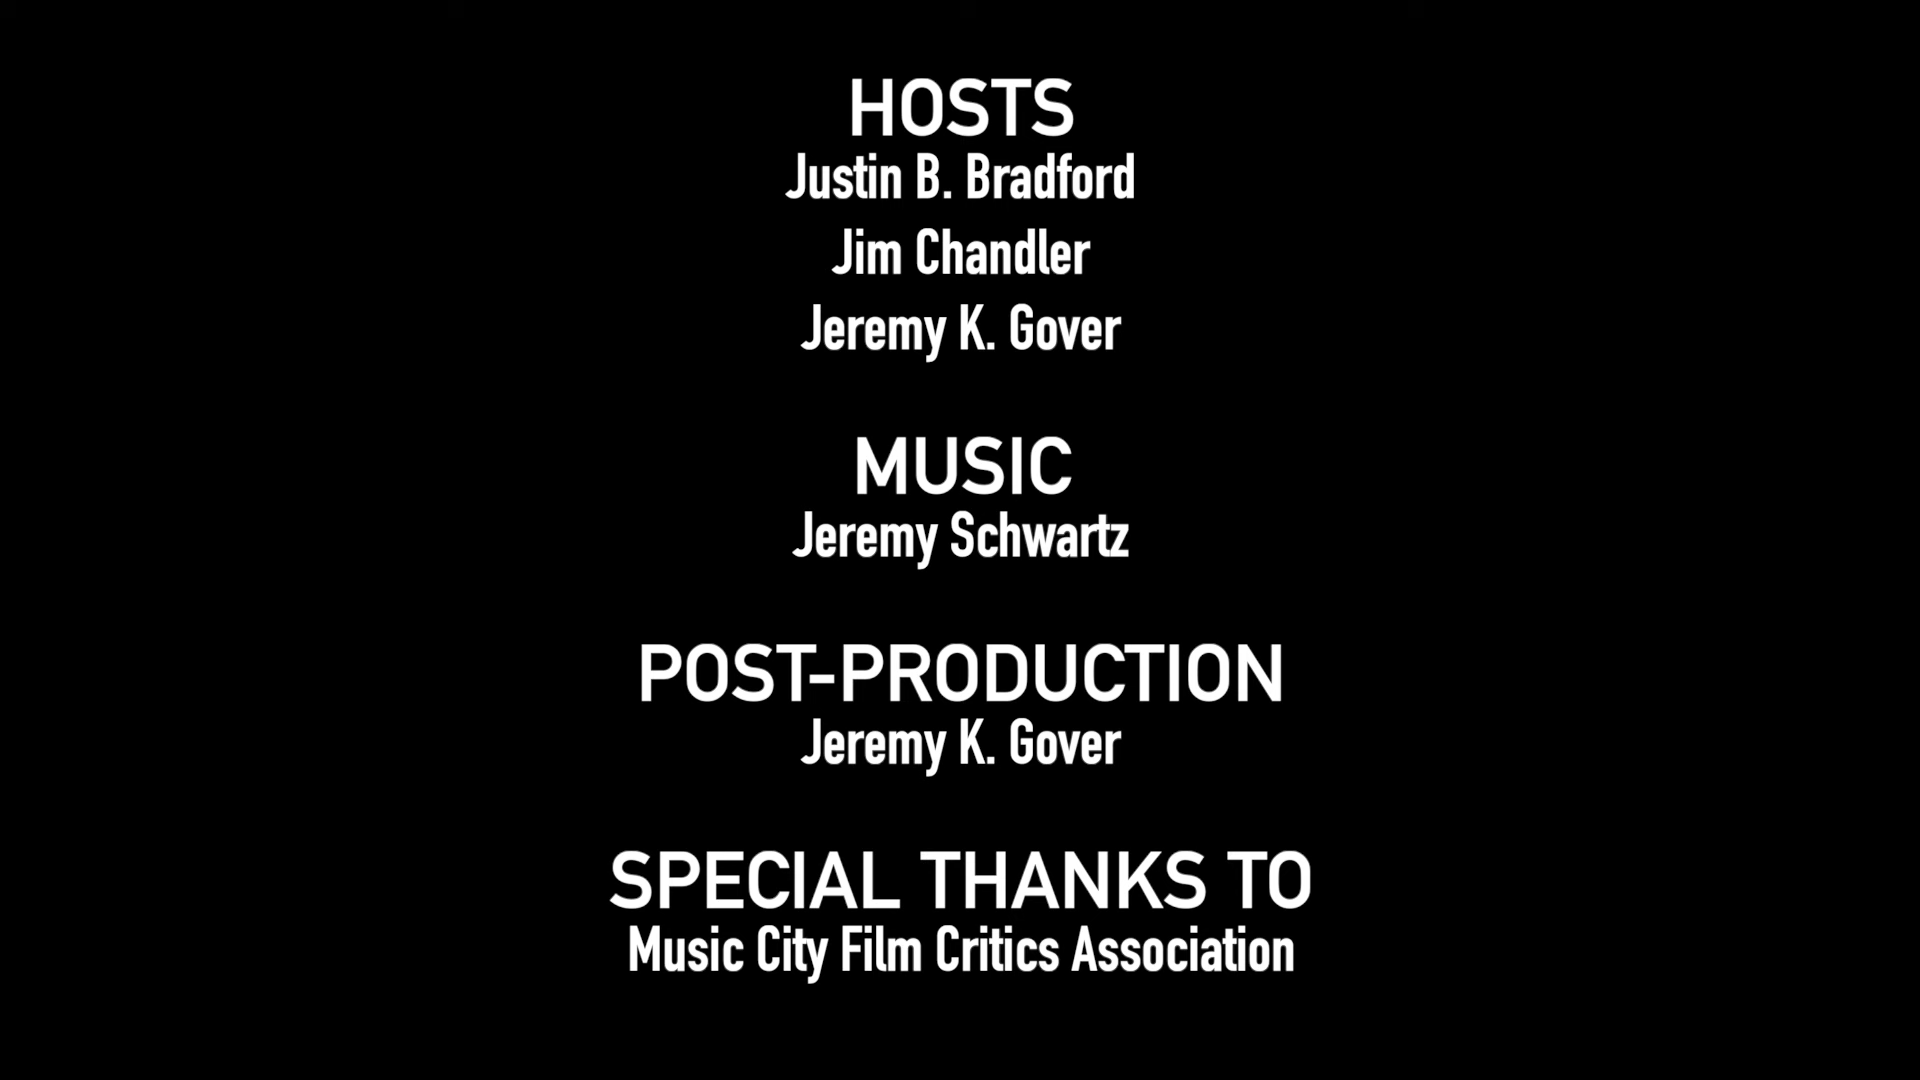 HOSTS
Justin B. Bradford
Jim Chandler
Jeremy K. Gover
MUSIC
Jeremy Schwartz
POST-PRODUCTION
Jeremy K. Gover
SPECIAL THANKS TO
Music City Film Critics Association